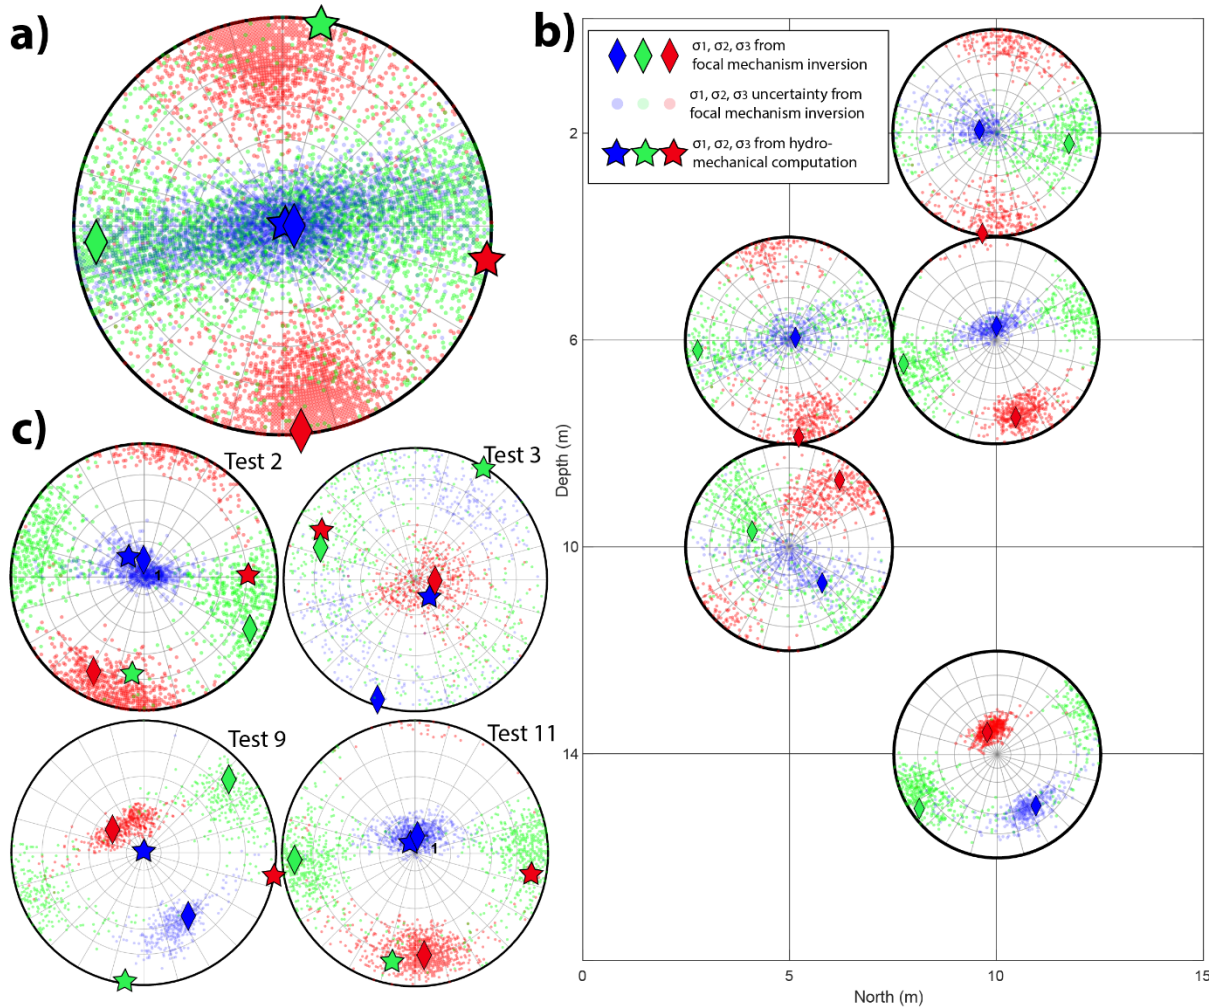 a)
b)
σ1, σ2, σ3 from
focal mechanism inversion
σ1, σ2, σ3 uncertainty from
focal mechanism inversion
σ1, σ2, σ3 from hydro-
mechanical computation
2
6
10
14
Depth (m)
0
5
10
15
North (m)
c)
Test 2
1
Test 3
Test 9
Test 11
1